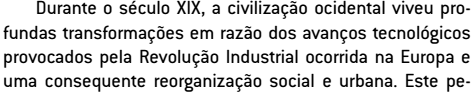 Durante o século XIX, a civilização ocidental viveu pro-
fundas transformações em razão dos avanços tecnológicos
provocados pela Revolução Industrial ocorrida na Europa e
uma consequente reorganização social e urbana. Este pe-